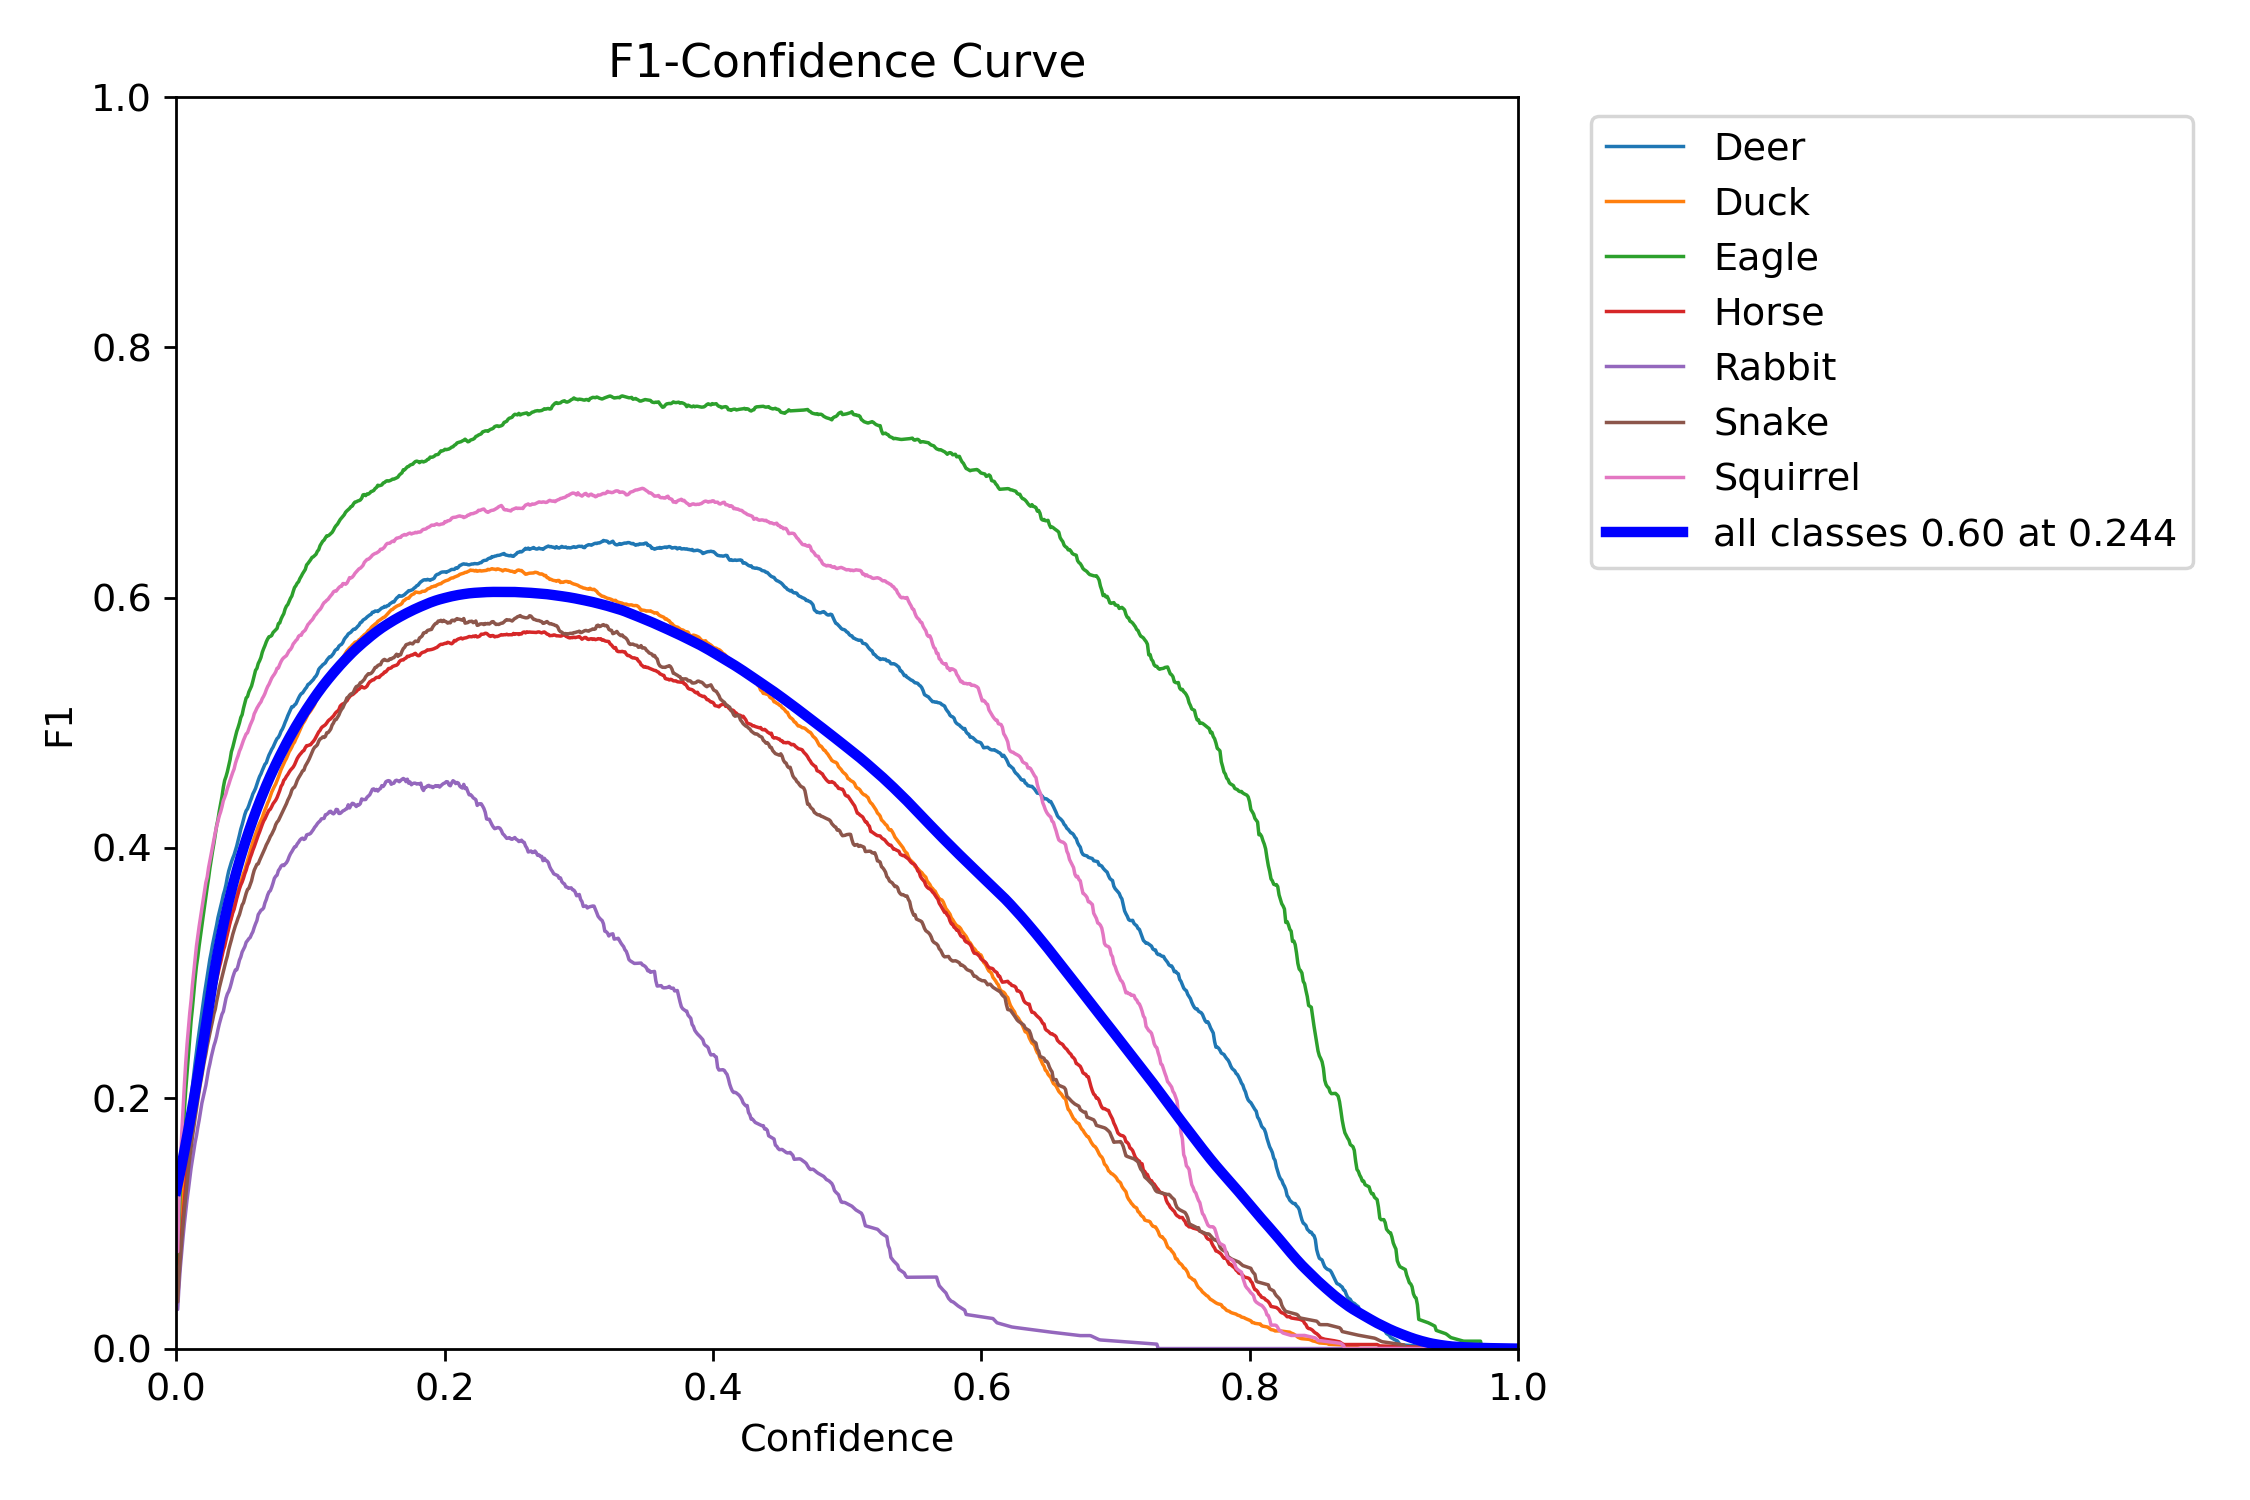 F1-Confidence Curve
1.0
0.8
0.6
0.4
0.2
0.0
F1
0.0 0.2 0.4 0.6 0.8 1.0
Confidence
Deer
Duck
Eagle
Horse
Rabbit
Snake
Squirrel
all classes 0.60 at 0.244